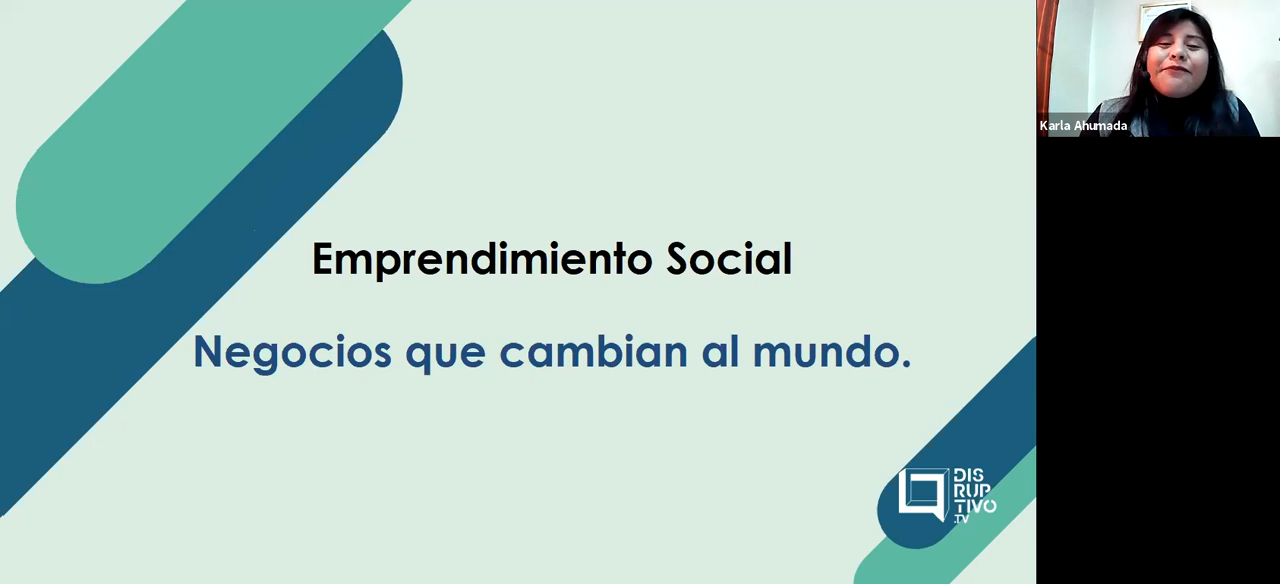 Emprendimiento Social
Negocios que cambian al mundo.
DIS
RUP
TIVO
.TV
Karla Ahumada